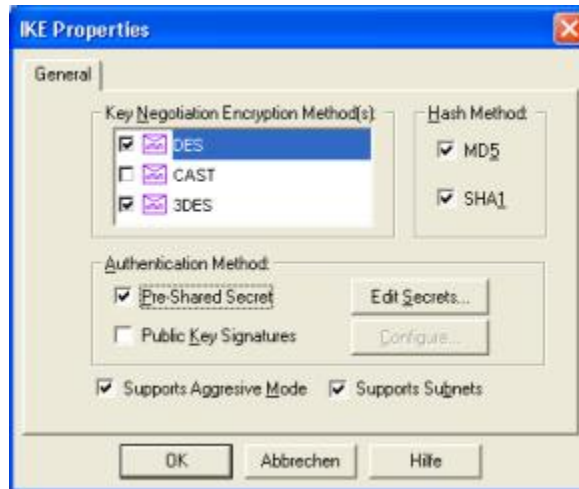 IKE Properties
General
Key Negotiation Encryption Method(s):
DES
CAST
3DES
Hash Method:
MD5
SHA1
Authentication Method:
Pre-Shared Secret
Edit Secrets...
Public Key Signatures
Configure...
Supports Aggresive Mode
Supports Subnets
OK
Abbrechen
Hilfe